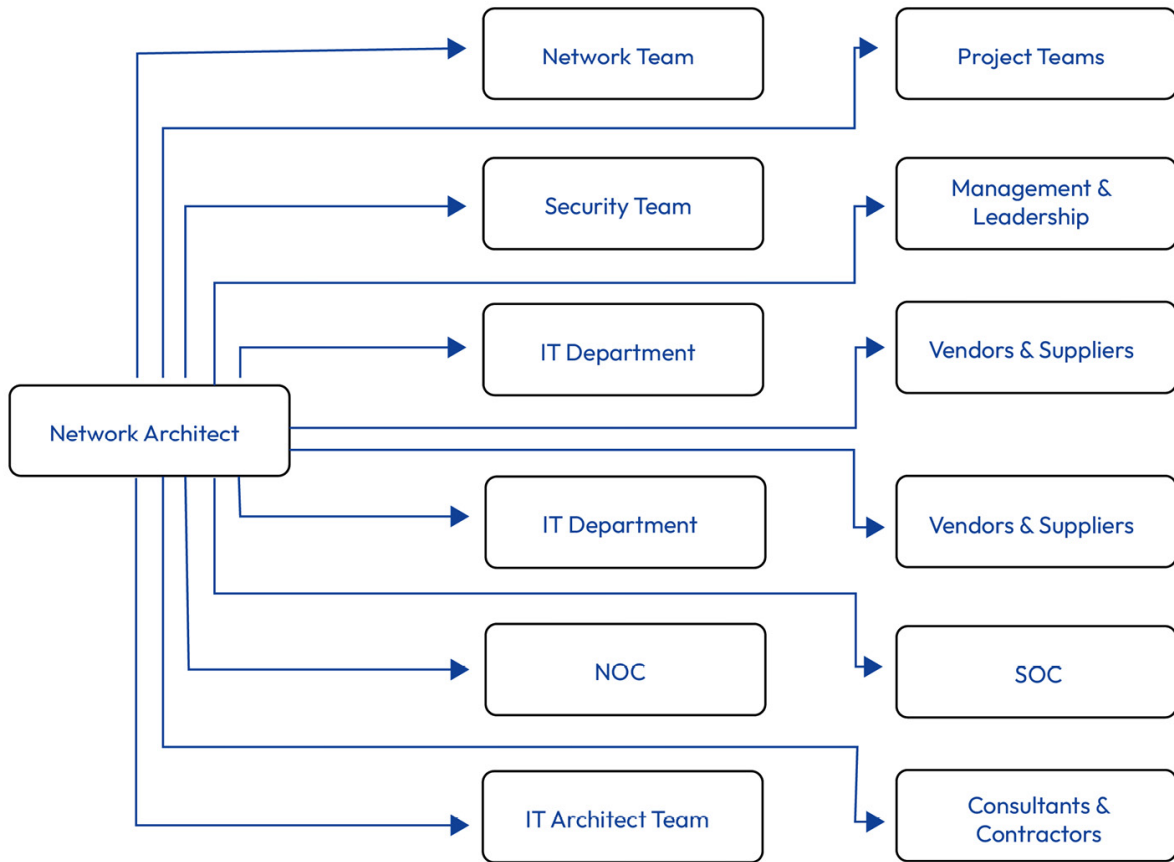 Network Team
Project Teams
Security Team
Management &
Leadership
IT Department
Vendors & Suppliers
Network Architect
IT Department
Vendors & Suppliers
NOC
SOC
IT Architect Team
Consultants &
Contractors